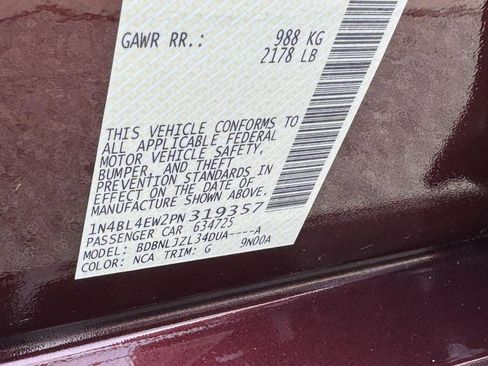 GAWR RR.: 988 KG
2178 LB
THIS VEHICLE CONFORMS TO
ALL APPLICABLE FEDERAL
MOTOR VEHICLE SAFETY,
BUMPER, AND THEFT
PREVENTION STANDARDS IN
EFFECT ON THE DATE OF
MANUFACTURE SHOWN ABOVE.
1N4BL4EW2PN319357
PASSENGER CAR 634725
MODEL: BDBNLJZL34DUA----A
COLOR: NCA TRIM: G 9N00A